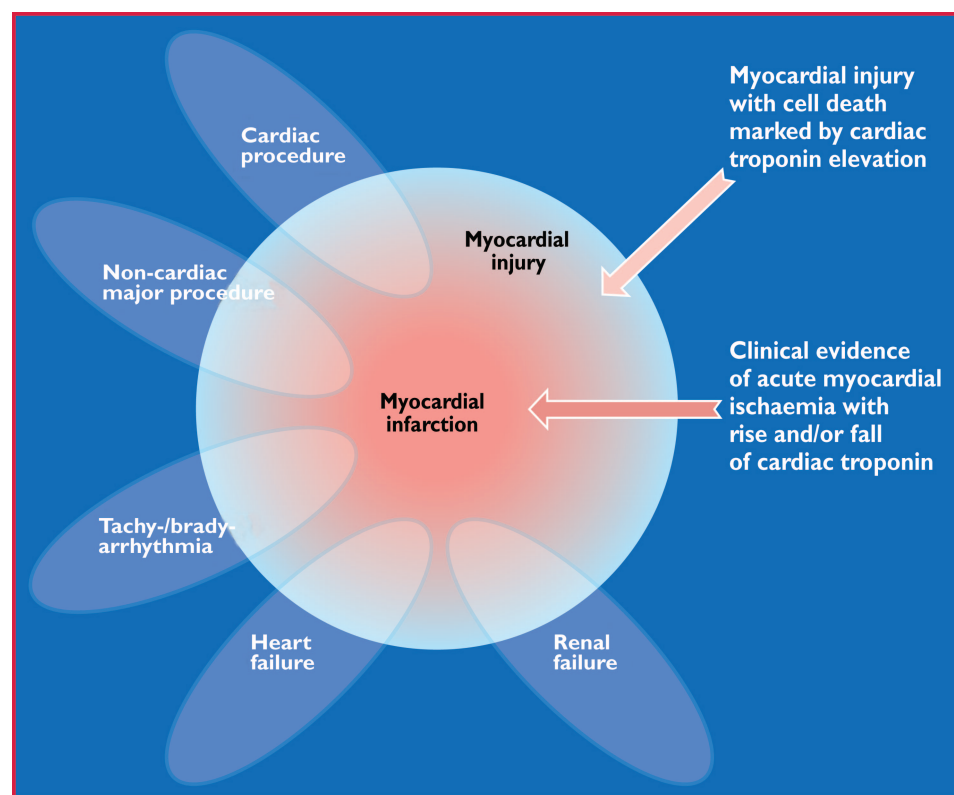 Myocardial injury
with cell death
marked by cardiac
troponin elevation
Cardiac
procedure
Myocardial
injury
Non-cardiac
major procedure
Clinical evidence
of acute myocardial
ischaemia with
rise and/or fall
of cardiac troponin
Myocardial
infarction
Tachy-/brady-
arrhythmia
Heart
failure
Renal
failure